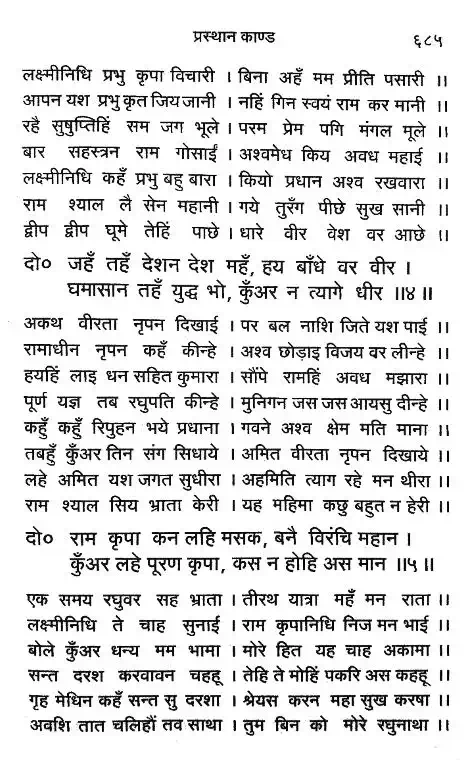 प्रस्थान काण्ड
६८५
लक्ष्मीनिधि प्रभु कृपा विचारी । बिना अहँ मम प्रीति पसारी ।।
आपन यश प्रभु कृत जिय जानी । नहिं गिन स्वयं राम कर मानी ।।
रहै सुषुप्तिहिं सम जग भूले । परम प्रेम पगि मंगल मूले ।।
बार सहस्त्रन राम गोसाईं । अश्वमेध किय अवध महाई ।।
लक्ष्मीनिधि कहँ प्रभु बहु बारा । कियो प्रधान अश्व रखवारा ।।
राम श्याल लै सेन महानी । गये तुरँग पीछे सुख सानी ।।
द्वीप द्वीप घूमे तेहिं पाछे । धारे वीर वेश वर आछे ।।
दो० जहँ तहँ देशन देश महँ, हय बाँधे वर वीर ।
घमासान तहँ युद्ध भो, कुँअर न त्यागे धीर ।।४।।
अकथ वीरता नृपन दिखाई । पर बल नाशि जिते यश पाई ।।
रामाधीन नृपन कहँ कीन्हे । अश्व छोड़ाइ विजय वर लीन्हे ।।
हयहिं लाइ धन सहित कुमारा । सौंपे रामहिं अवध मझारा ।।
पूर्ण यज्ञ तब रघुपति कीन्हे । मुनिगन जस जस आयसु दीन्हे ।।
कहुँ कहुँ रिपुहन भये प्रधाना । गवने अश्व क्षेम मति माना ।।
तबहुँ कुँअर तिन संग सिधाये । अमित वीरता नृपन दिखाये ।।
लहे अमित यश जगत सुधीरा । अहमिति त्याग रहे मन थीरा ।।
राम श्याल सिय भ्राता केरी । यह महिमा कछु बहुत न हेरी ।।
दो० राम कृपा कन लहि मसक, बनै विरंचि महान ।
कुँअर लहे पूरण कृपा, कस न होहि अस मान ।।५।।
एक समय रघुवर सह भ्राता । तीरथ यात्रा महँ मन राता ।।
लक्ष्मीनिधि ते चाह सुनाई । राम कृपानिधि निज मन भाई ।।
बोले कुँअर धन्य मम भामा । मोरे हित यह चाह अकामा ।।
सन्त दरश करवावन चहहू । तेहि ते मोहिं पकरि अस कहहू ।।
गृह मेधिन कहँ सन्त सु दरशा । श्रेयस करन महा सुख करषा ।।
अवशि तात चलिहौं तव साथा । तुम बिन को मोरे रघुनाथा ।।